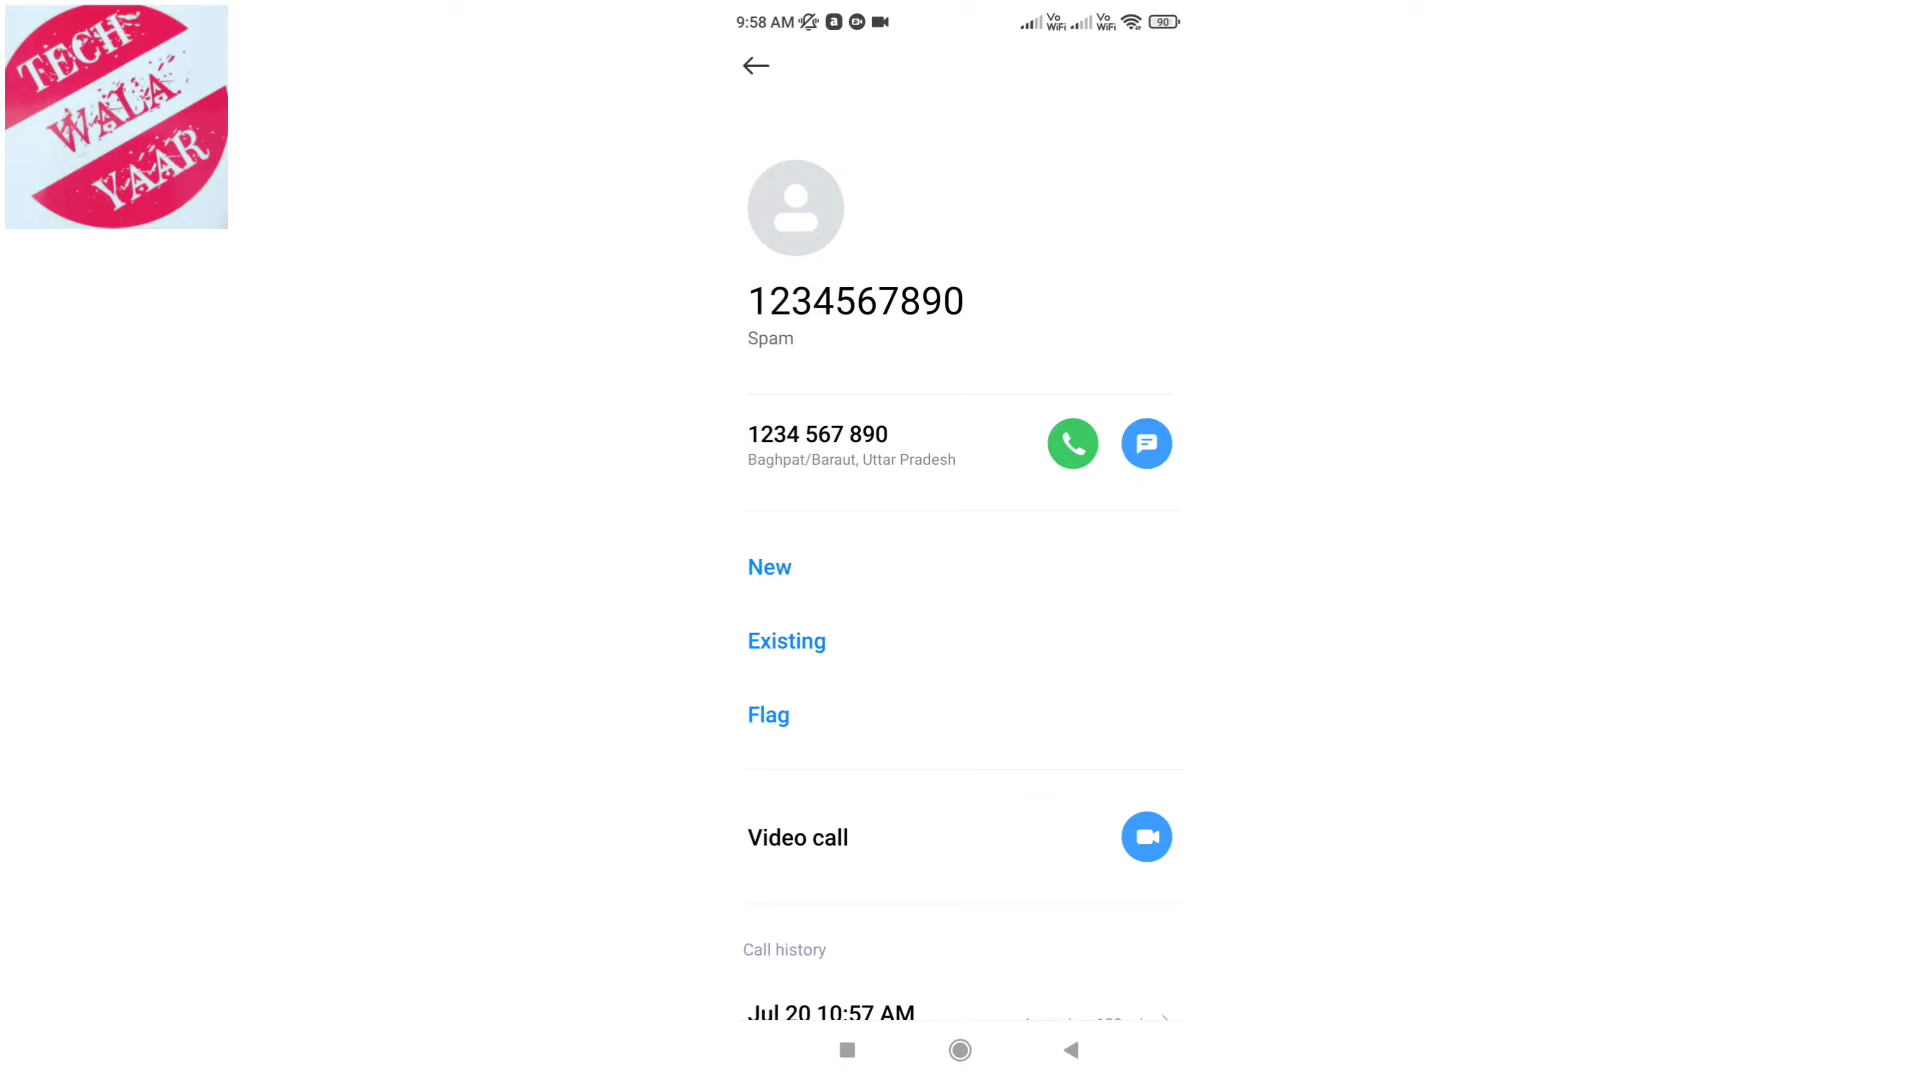 TECH
WALA
YAAR
9:58 AM
Vo
WiFi
Vo
WiFi
90
1234567890
Spam
1234 567 890
Baghpat/Baraut, Uttar Pradesh
New
Existing
Flag
Video call
Call history
Jul 20 10:57 AM